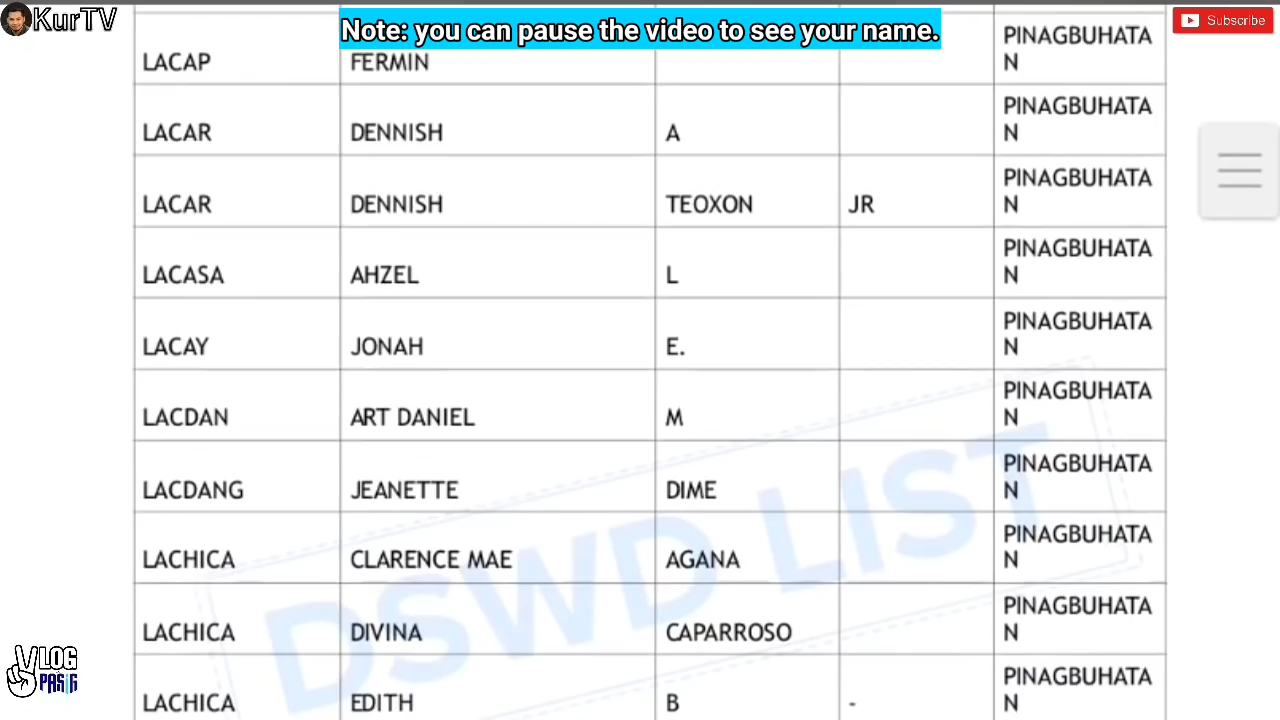 KurTV
Note: you can pause the video to see your name.
Subscribe
LACAP FERMIN PINAGBUHATA
N
LACAR DENNISH A PINAGBUHATA
N
LACAR DENNISH TEOXON JR PINAGBUHATA
N
LACASA AHZEL L PINAGBUHATA
N
LACAY JONAH E. PINAGBUHATA
N
LACDAN ART DANIEL M PINAGBUHATA
N
LACDANG JEANETTE DIME PINAGBUHATA
N
LACHICA CLARENCE MAE AGANA PINAGBUHATA
N
LACHICA DIVINA CAPARROSO PINAGBUHATA
N
LACHICA EDITH B - PINAGBUHATA
N
DSWD LIST
VLOG
PASIG